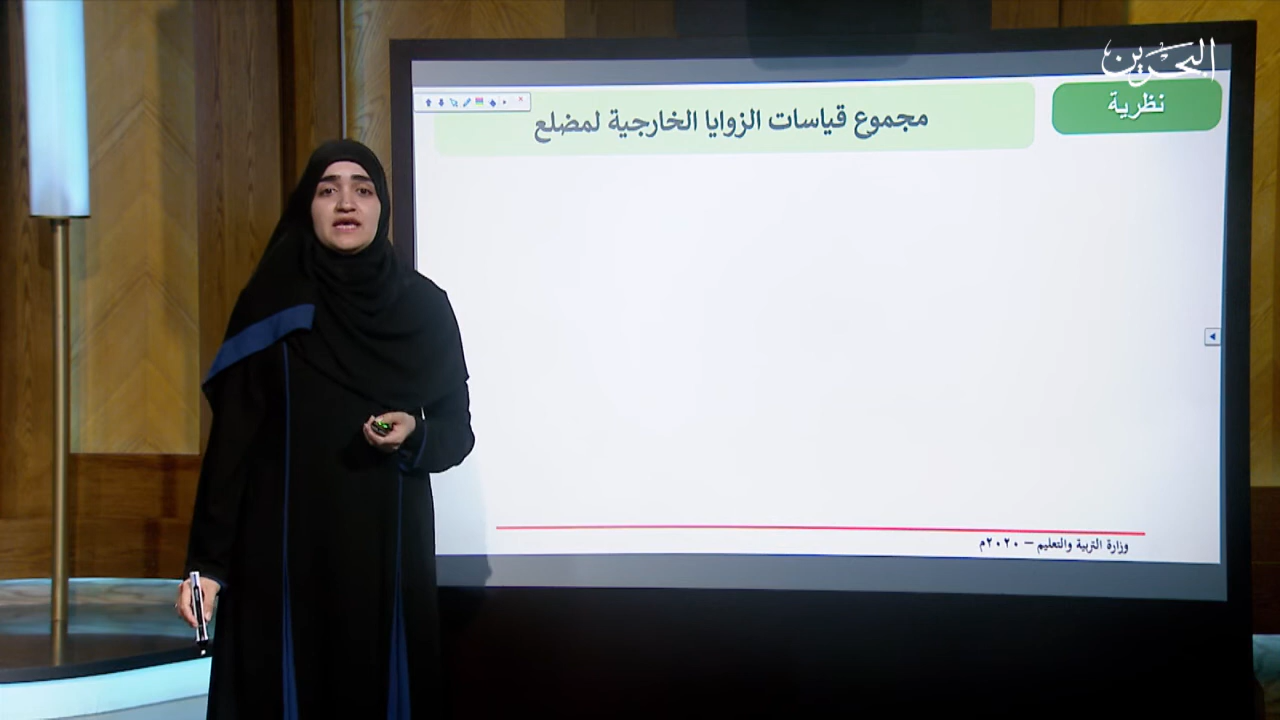 البحرين
نظرية
مجموع قياسات الزوايا الخارجية لمضلع
وزارة التربية والتعليم – ٢٠٢٠م